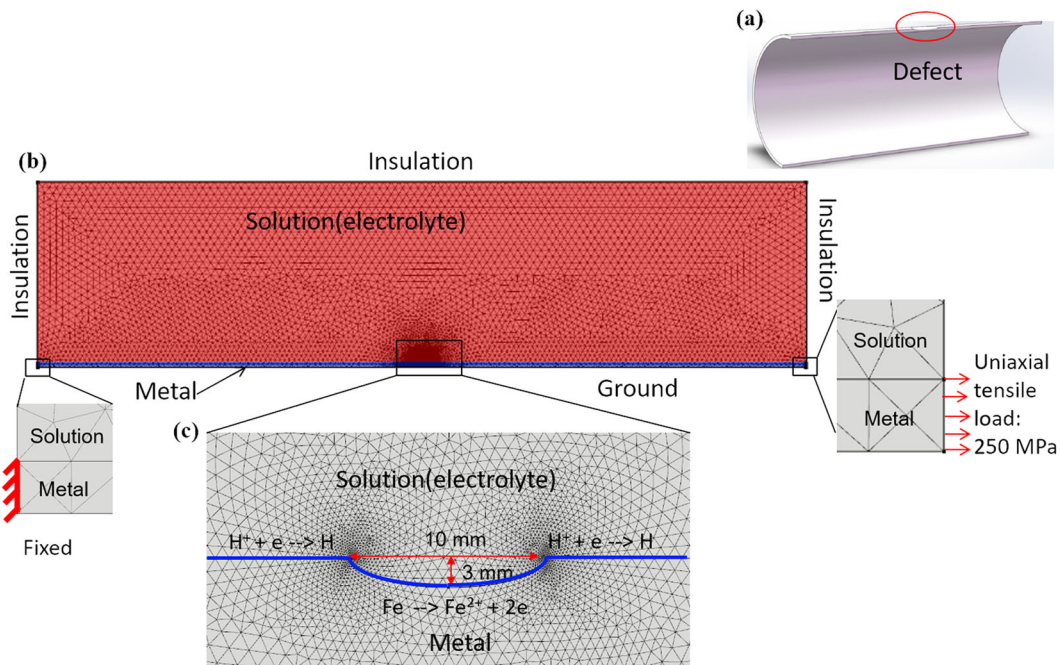 (a)
Defect
(b)
Insulation
Insulation
Solution(electrolyte)
Insulation
Metal
Ground
Solution
Metal
Fixed
Solution
Metal
Uniaxial
tensile
load:
250 MPa
(c)
Solution(electrolyte)
H⁺ + e --> H
10 mm
H⁺ + e --> H
3 mm
Fe --> Fe²⁺ + 2e
Metal